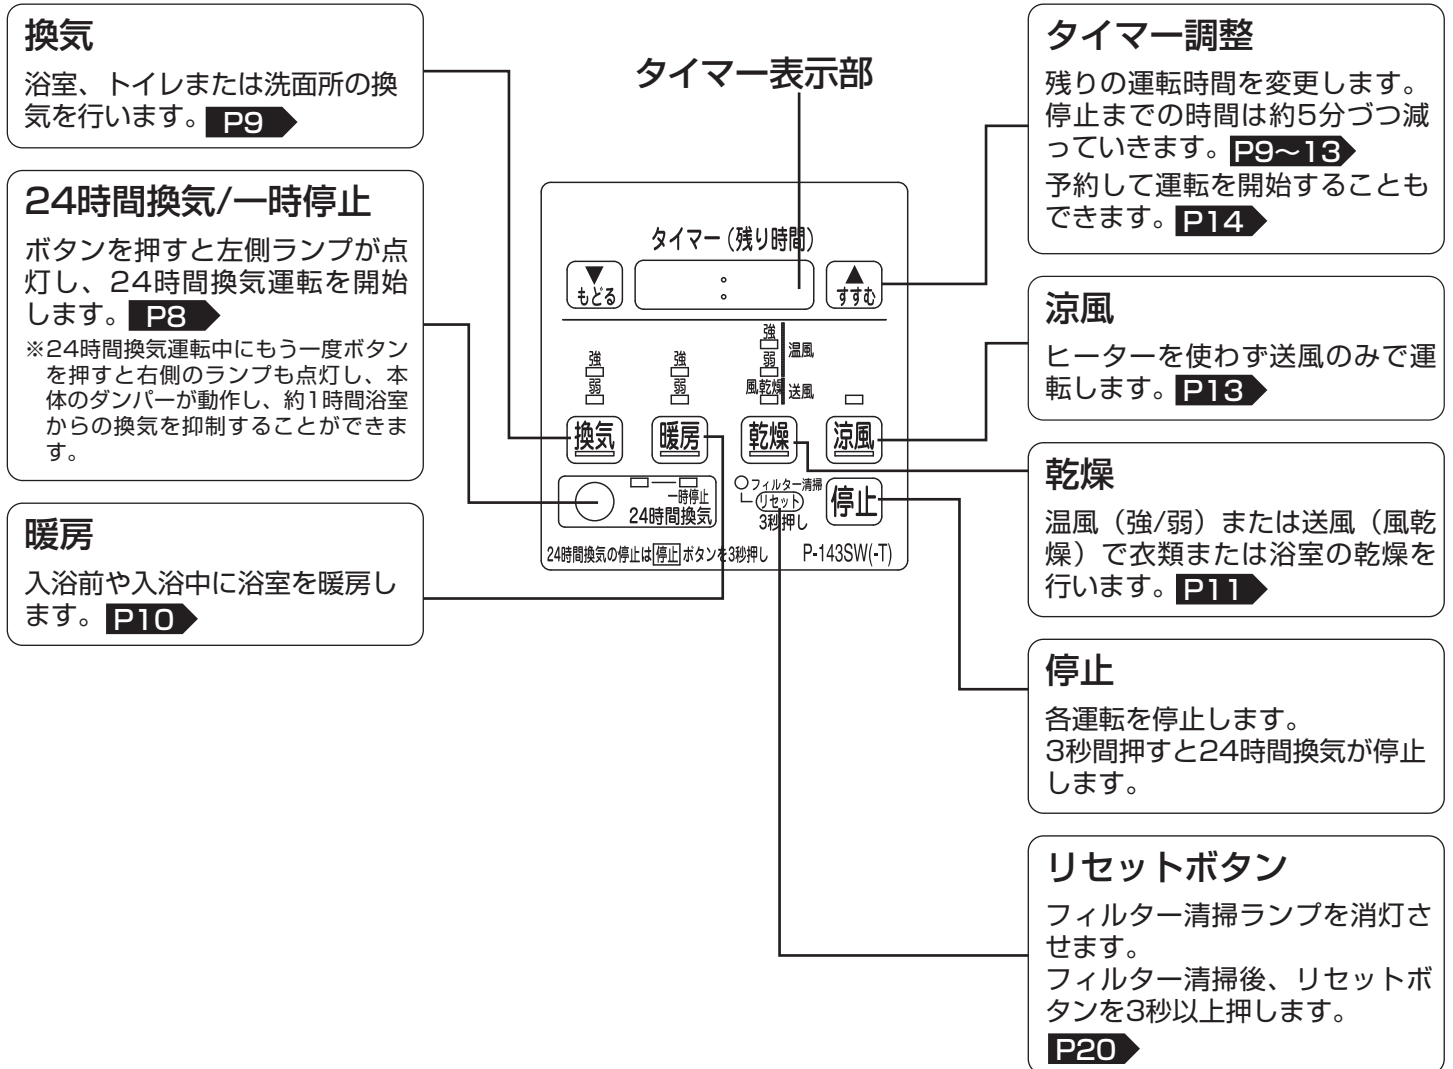 換気
浴室、トイレまたは洗面所の換
気を行います。 P9
24時間換気/一時停止
ボタンを押すと左側ランプが点
灯し、24時間換気運転を開始
します。 P8
※24時間換気運転中にもう一度ボタン
を押すと右側のランプも点灯し、本
体のダンパーが動作し、約1時間浴室
からの換気を抑制することができま
す。
暖房
入浴前や入浴中に浴室を暖房し
ます。 P10
タイマー表示部
タイマー(残り時間)
▼
もどる
:
▲
すすむ
強
弱
強
弱
強
弱
温風
風乾燥 送風
換気 暖房 乾燥 涼風
一時停止
24時間換気
フィルター清掃
リセット
3秒押し
停止
24時間換気の停止は停止ボタンを3秒押し P-143SW(-T)
タイマー調整
残りの運転時間を変更します。
停止までの時間は約5分づつ減
っていきます。 P9〜13
予約して運転を開始することも
できます。 P14
涼風
ヒーターを使わず送風のみで運
転します。 P13
乾燥
温風(強/弱)または送風(風乾
燥)で衣類または浴室の乾燥を
行います。 P11
停止
各運転を停止します。
3秒間押すと24時間換気が停止
します。
リセットボタン
フィルター清掃ランプを消灯さ
せます。
フィルター清掃後、リセットボ
タンを3秒以上押します。
P20